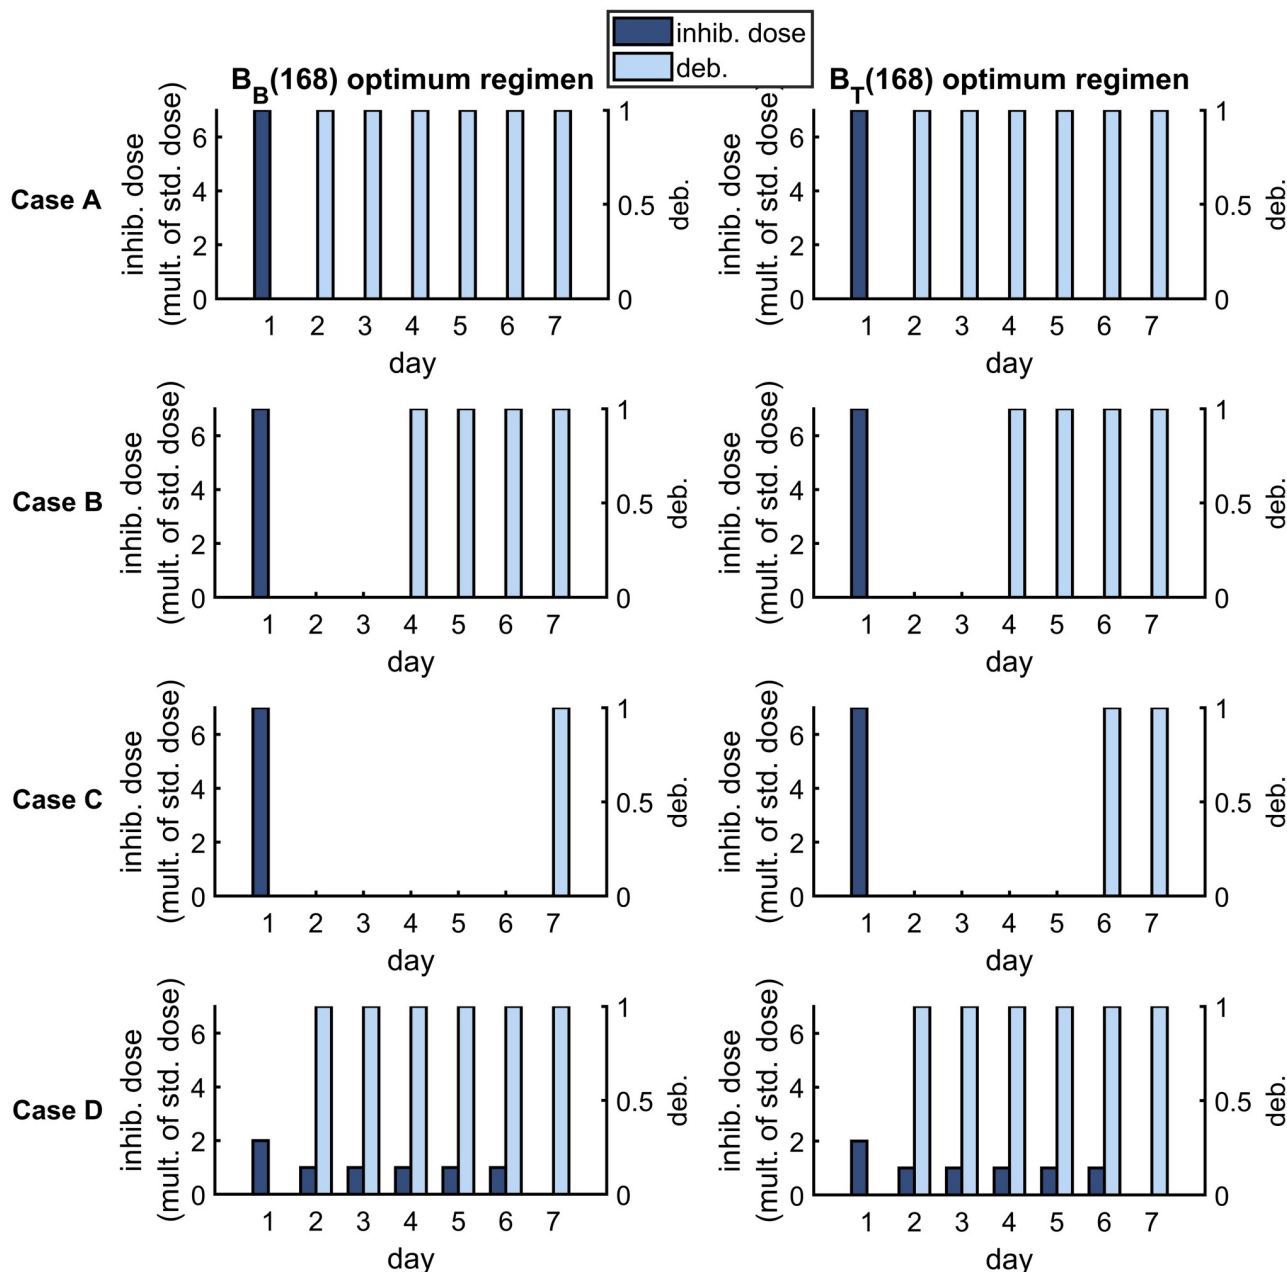 inhib. dose
deb.
B_B(168) optimum regimen
B_T(168) optimum regimen
Case A
inhib. dose
(mult. of std. dose)
6
4
2
0
1
0.5
0
deb.
1 2 3 4 5 6 7
day
inhib. dose
(mult. of std. dose)
6
4
2
0
1
0.5
0
deb.
1 2 3 4 5 6 7
day
Case B
inhib. dose
(mult. of std. dose)
6
4
2
0
1
0.5
0
deb.
1 2 3 4 5 6 7
day
inhib. dose
(mult. of std. dose)
6
4
2
0
1
0.5
0
deb.
1 2 3 4 5 6 7
day
Case C
inhib. dose
(mult. of std. dose)
6
4
2
0
1
0.5
0
deb.
1 2 3 4 5 6 7
day
inhib. dose
(mult. of std. dose)
6
4
2
0
1
0.5
0
deb.
1 2 3 4 5 6 7
day
Case D
inhib. dose
(mult. of std. dose)
6
4
2
0
1
0.5
0
deb.
1 2 3 4 5 6 7
day
inhib. dose
(mult. of std. dose)
6
4
2
0
1
0.5
0
deb.
1 2 3 4 5 6 7
day